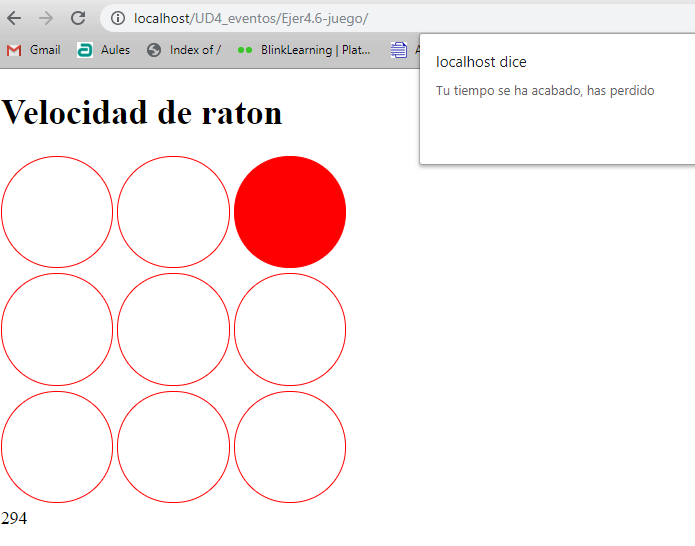 localhost/UD4_eventos/Ejer4.6-juego/
Gmail Aules Index of / BlinkLearning | Plat...
localhost dice
Tu tiempo se ha acabado, has perdido
Velocidad de raton
294